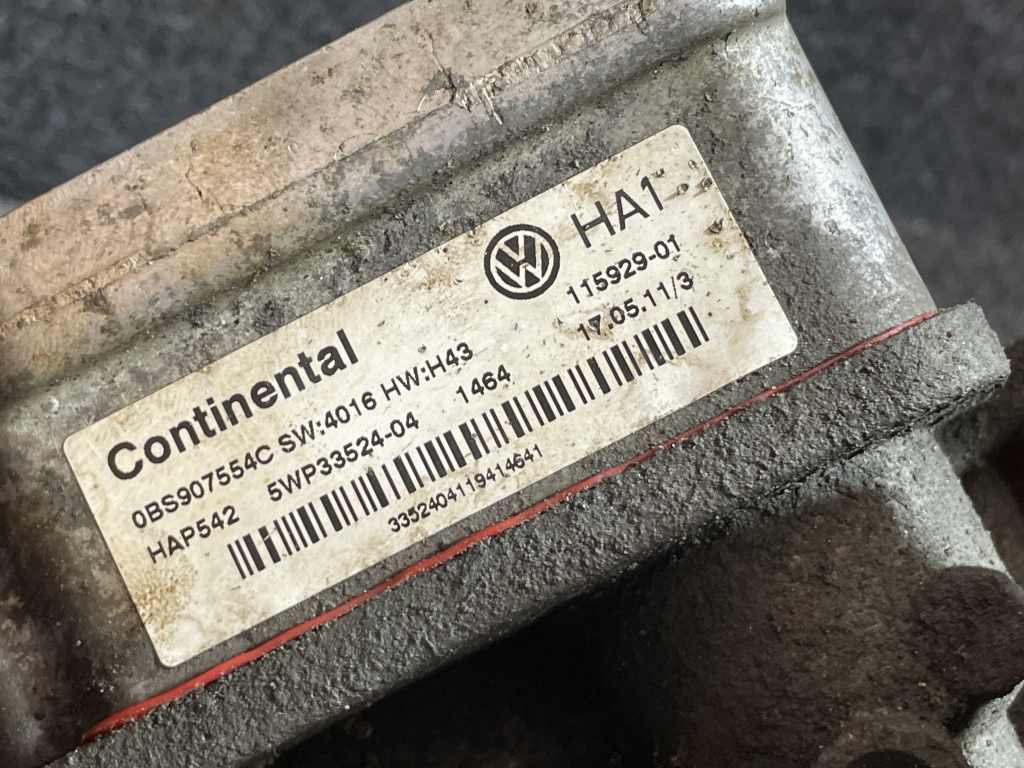 Continental
HA1
115929-01
0BS907554C SW:4016 HW:H43
17.05.11/3
HAP542 5WP33524-04 1464
3352404119414641